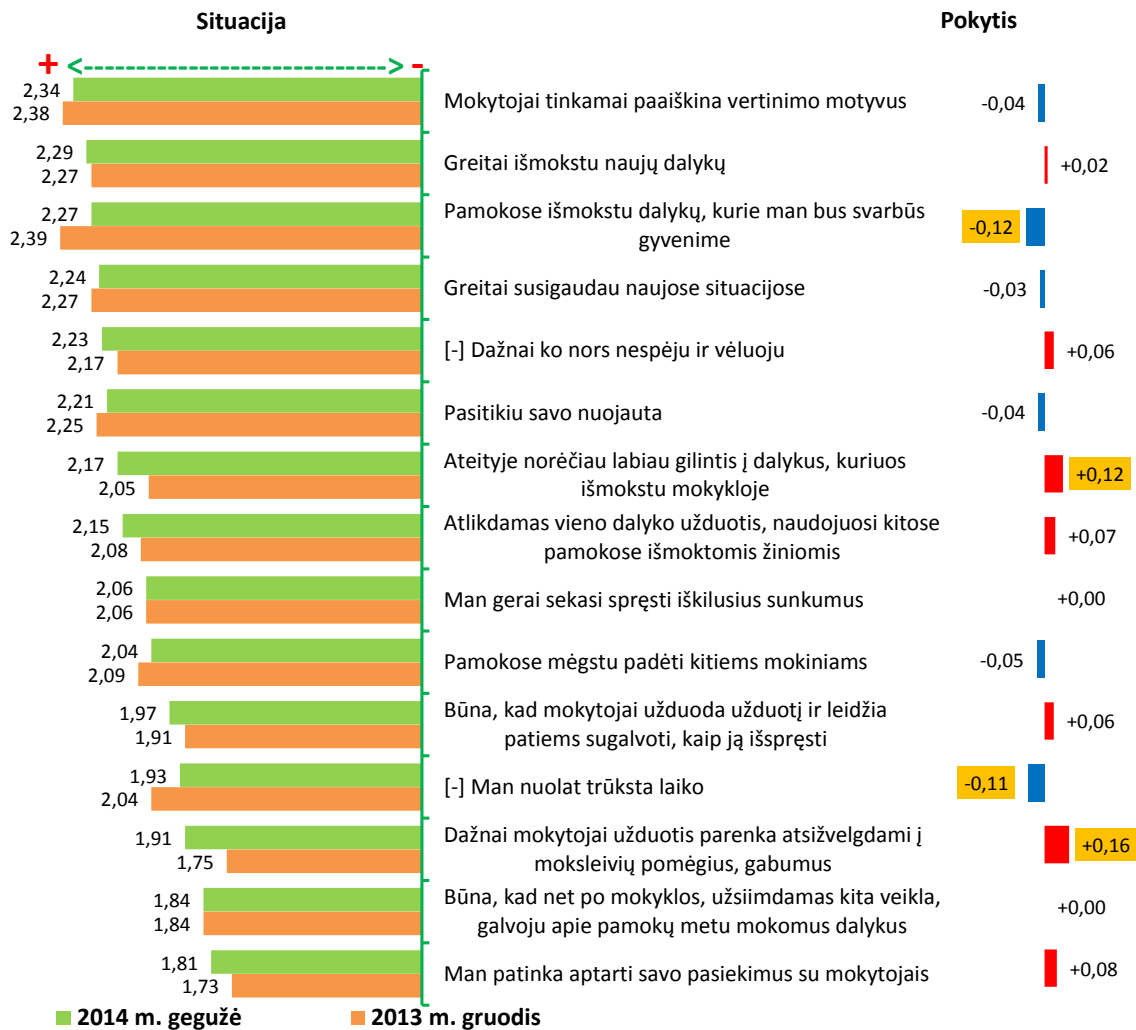 Situacija
Pokytis
+ <------------------> -
2,34
2,38
Mokytojai tinkamai paaiškina vertinimo motyvus
-0,04
2,29
2,27
Greitai išmokstu naujų dalykų
+0,02
2,27
2,39
Pamokose išmokstu dalykų, kurie man bus svarbūs
gyvenime
-0,12
2,24
2,27
Greitai susigaudau naujose situacijose
-0,03
2,23
2,17
[-] Dažnai ko nors nespėju ir vėluoju
+0,06
2,21
2,25
Pasitikiu savo nuojauta
-0,04
2,17
2,05
Ateityje norėčiau labiau gilintis į dalykus, kuriuos
išmokstu mokykloje
+0,12
2,15
2,08
Atlikdamas vieno dalyko užduotis, naudojuosi kitose
pamokose išmoktomis žiniomis
+0,07
2,06
2,06
Man gerai sekasi spręsti iškilusius sunkumus
+0,00
2,04
2,09
Pamokose mėgstu padėti kitiems mokiniams
-0,05
1,97
1,91
Būna, kad mokytojai užduoda užduotį ir leidžia
patiems sugalvoti, kaip ją išspręsti
+0,06
1,93
2,04
[-] Man nuolat trūksta laiko
-0,11
1,91
1,75
Dažnai mokytojai užduotis parenka atsižvelgdami į
moksleivių pomėgius, gabumus
+0,16
1,84
1,84
Būna, kad net po mokyklos, užsiimdamas kita veikla,
galvoju apie pamokų metu mokomus dalykus
+0,00
1,81
1,73
Man patinka aptarti savo pasiekimus su mokytojais
+0,08
2014 m. gegužė
2013 m. gruodis